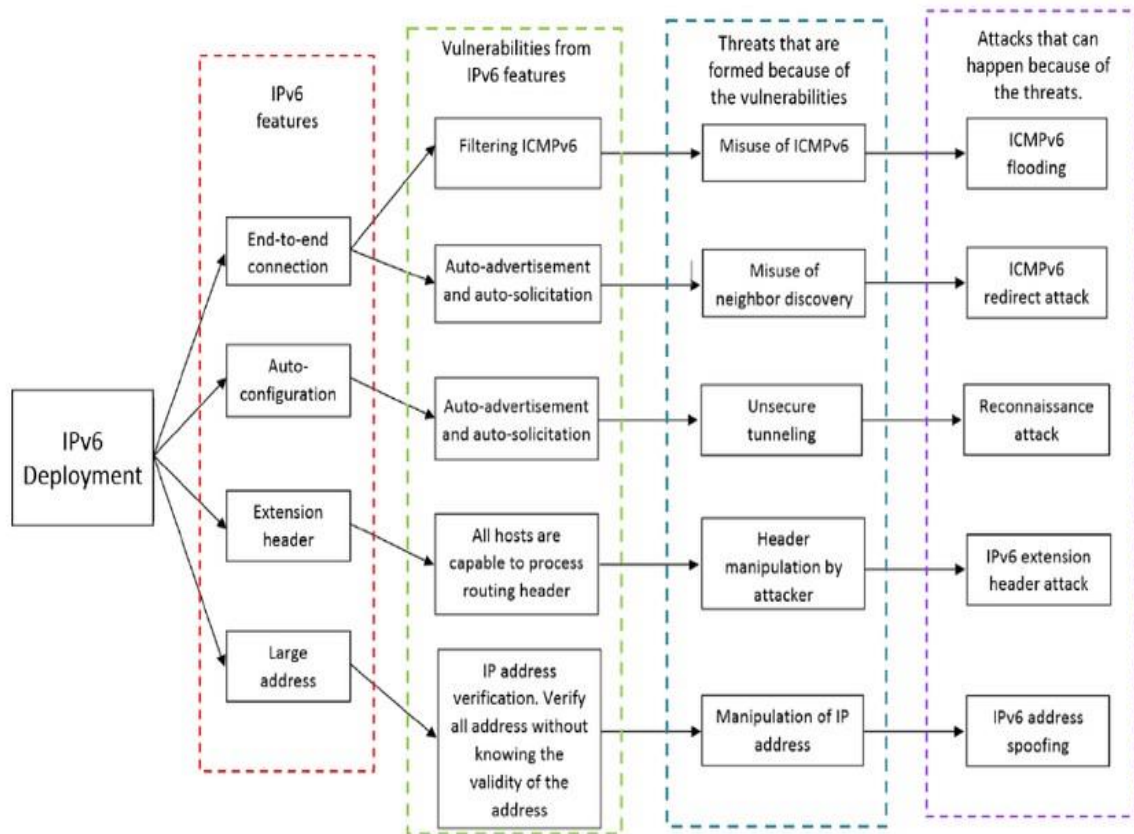 IPv6
Deployment
IPv6
features
End-to-end
connection
Auto-
configuration
Extension
header
Large
address
Vulnerabilities from
IPv6 features
Filtering ICMPv6
Auto-advertisement
and auto-solicitation
Auto-advertisement
and auto-solicitation
All hosts are
capable to process
routing header
IP address
verification. Verify
all address without
knowing the
validity of the
address
Threats that are
formed because of
the vulnerabilities
Misuse of ICMPv6
Misuse of
neighbor discovery
Unsecure
tunneling
Header
manipulation by
attacker
Manipulation of IP
address
Attacks that can
happen because of
the threats.
ICMPv6
flooding
ICMPv6
redirect attack
Reconnaissance
attack
IPv6 extension
header attack
IPv6 address
spoofing